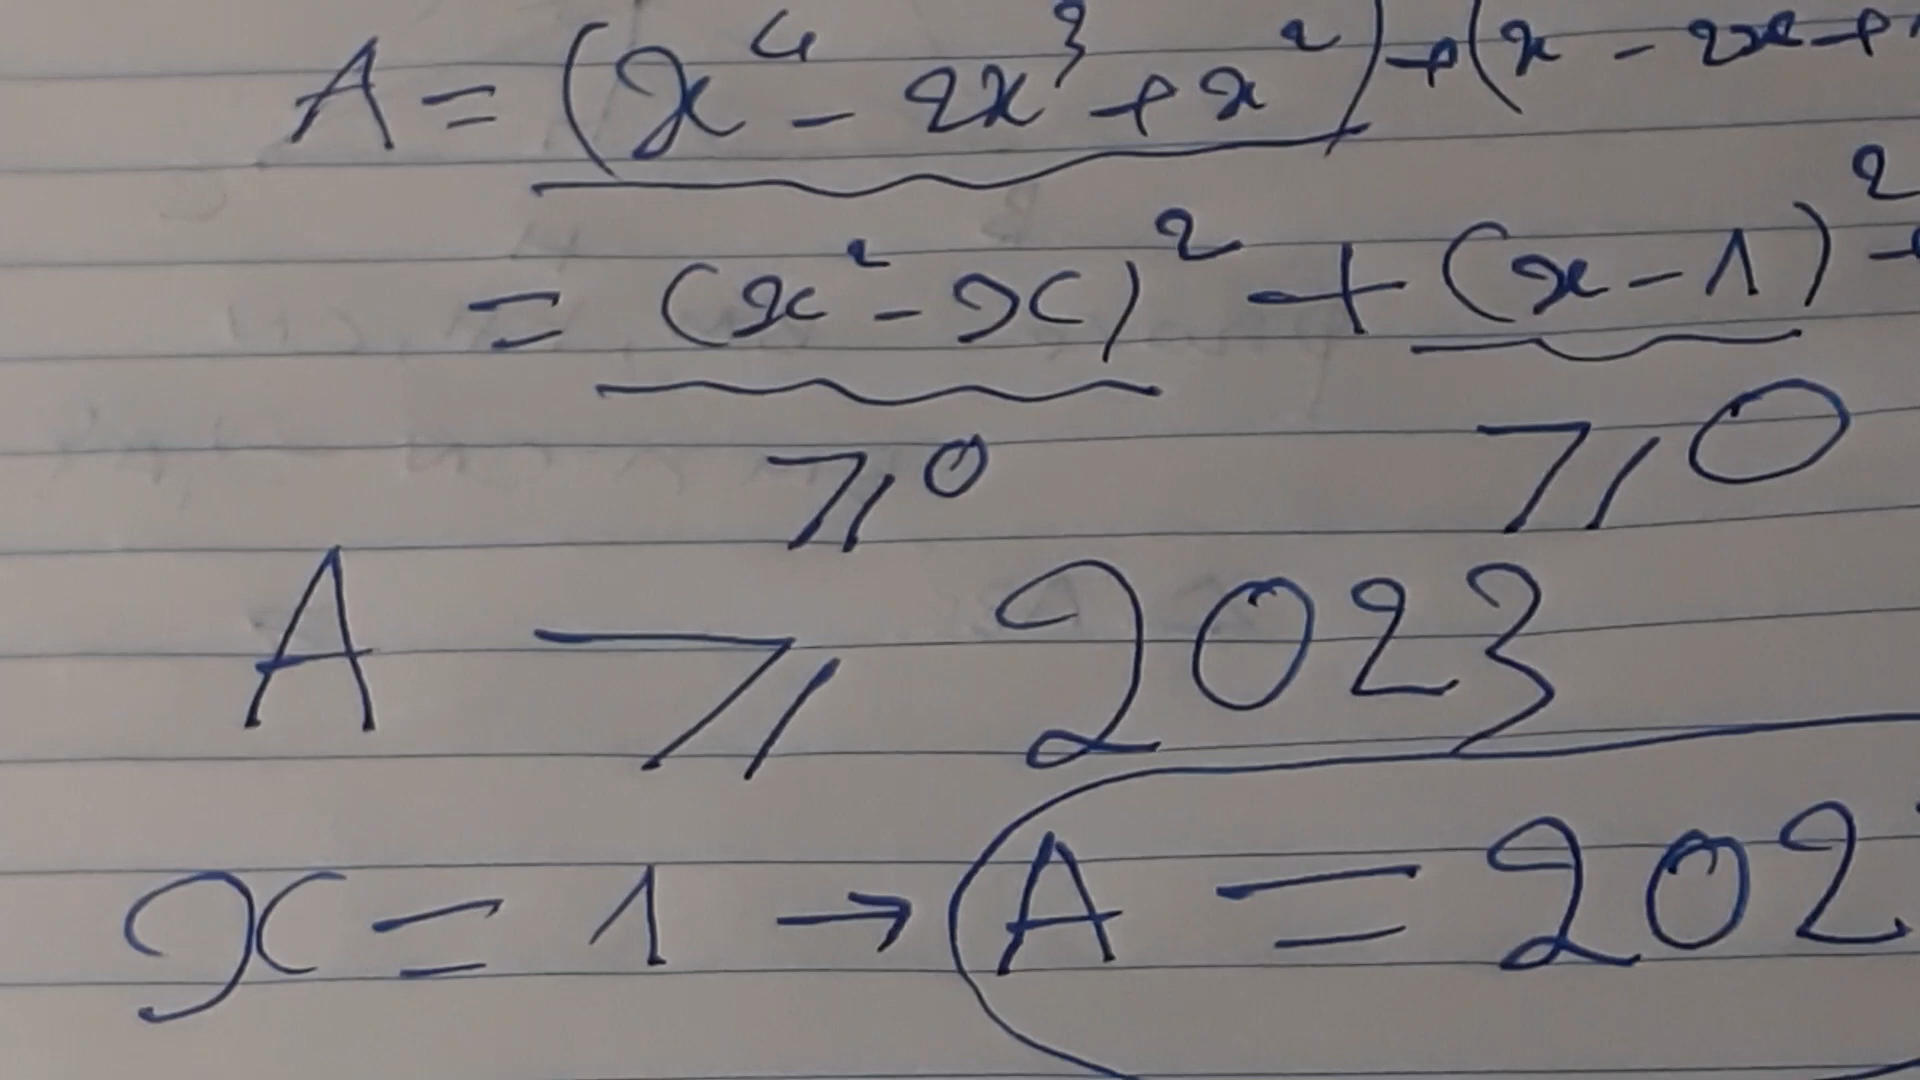 A = (x⁴ - 2x³ + x²) + (x - 2x +
= (x² - x)² + (x - 1)²
⩾ 0 ⩾ 0
A ⩾ 2023
x = 1 → A = 202